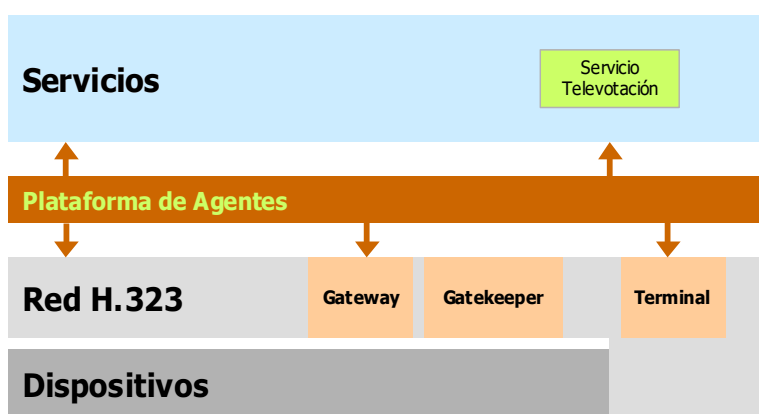 Servicios
Servicio
Televotación
Plataforma de Agentes
Red H.323
Gateway
Gatekeeper
Terminal
Dispositivos